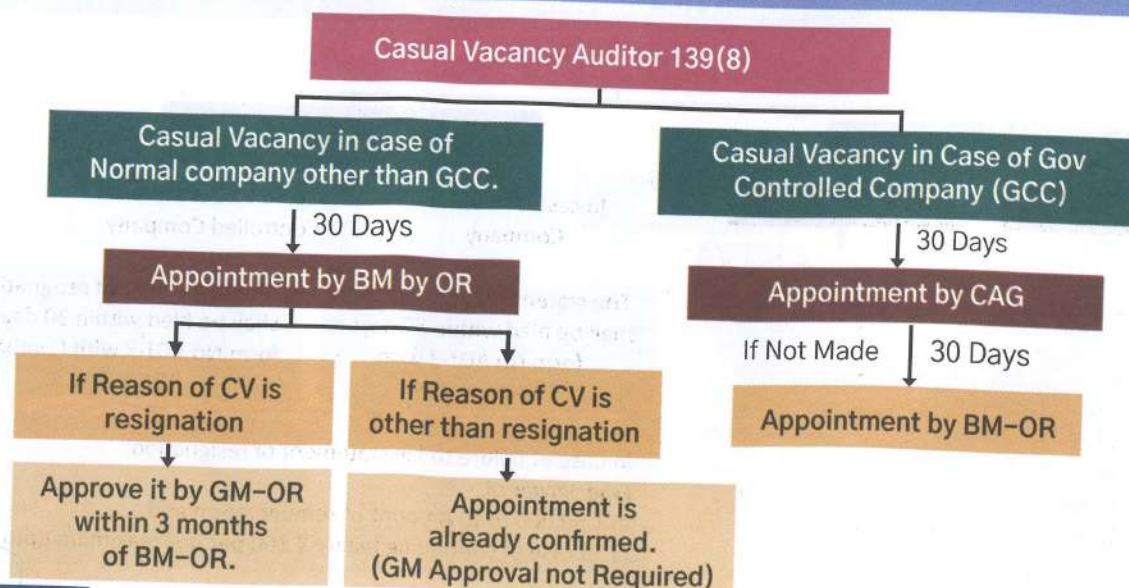 Casual Vacancy Auditor 139(8)
Casual Vacancy in case of
Normal company other than GCC.
30 Days
Appointment by BM by OR
If Reason of CV is
resignation
Approve it by GM-OR
within 3 months
of BM-OR.
If Reason of CV is
other than resignation
Appointment is
already confirmed.
(GM Approval not Required)
Casual Vacancy in Case of Gov
Controlled Company (GCC)
30 Days
Appointment by CAG
If Not Made 30 Days
Appointment by BM-OR